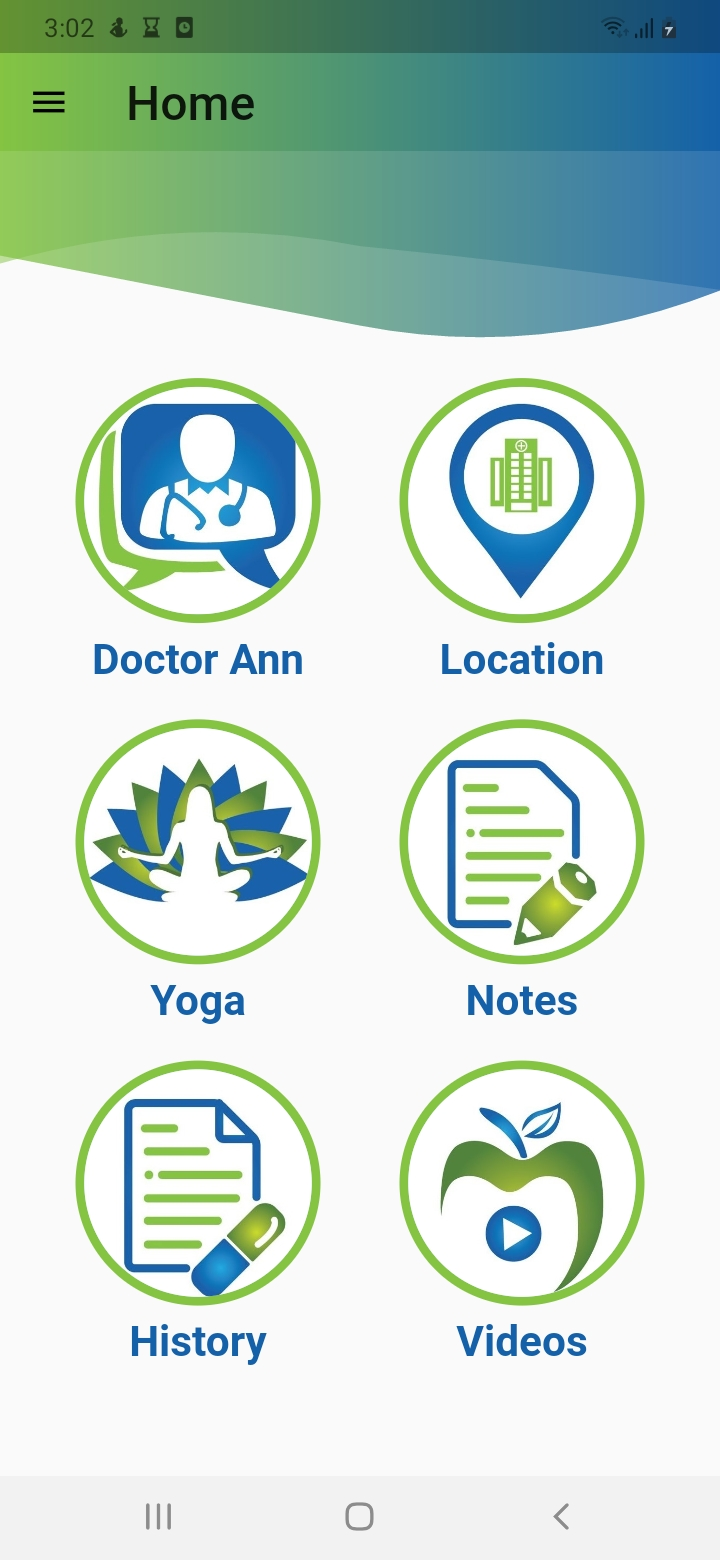 3:02
Home
Doctor Ann
Location
Yoga
Notes
History
Videos